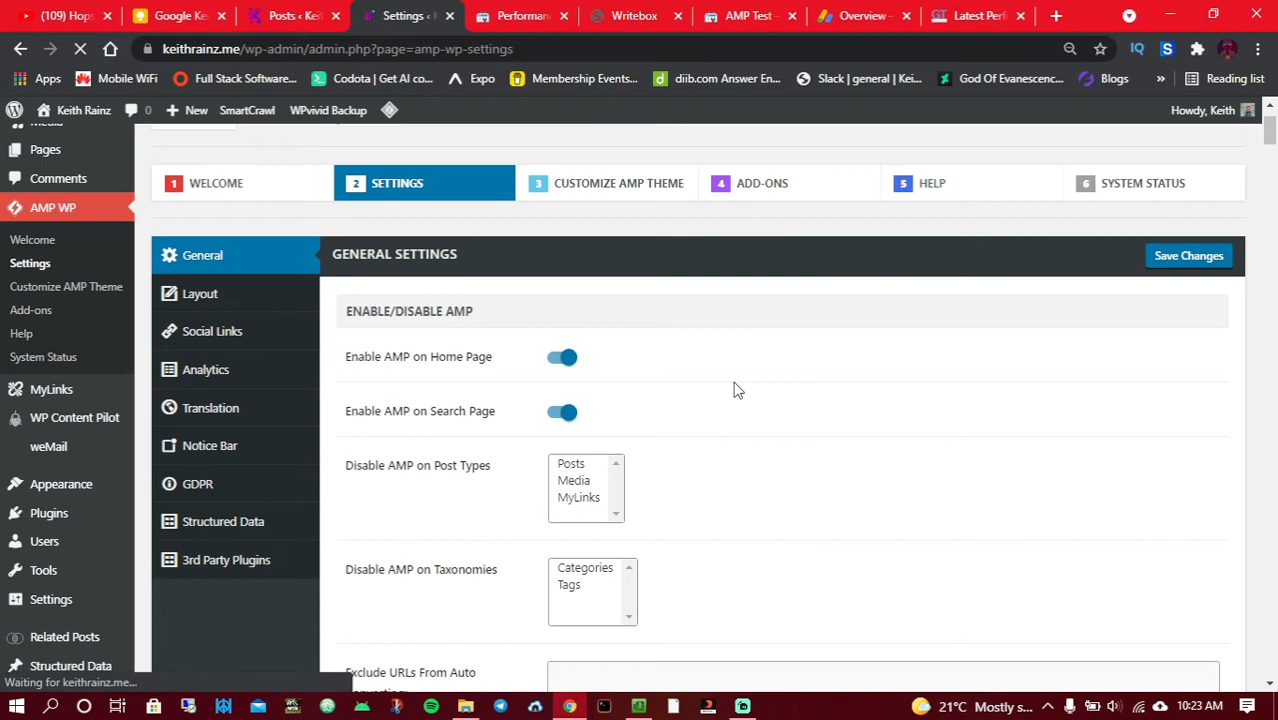 (109) Hops
Google Ke
Posts ‹ Keit
Settings ‹
Performan
Writebox
AMP Test –
Overview –
Latest Perf
keithrainz.me/wp-admin/admin.php?page=amp-wp-settings
Apps
Mobile WiFi
Full Stack Software...
Codota | Get AI co...
Expo
Membership Events...
diib.com Answer En...
Slack | general | Kei...
God Of Evanescenc...
Blogs
»
Reading list
Keith Rainz
0
New
SmartCrawl
WPvivid Backup
Howdy, Keith
Media
Pages
Comments
AMP WP
Welcome
Settings
Customize AMP Theme
Add-ons
Help
System Status
MyLinks
WP Content Pilot
weMail
Appearance
Plugins
Users
Tools
Settings
Related Posts
Structured Data
1 WELCOME
2 SETTINGS
3 CUSTOMIZE AMP THEME
4 ADD-ONS
5 HELP
6 SYSTEM STATUS
General
Layout
Social Links
Analytics
Translation
Notice Bar
GDPR
Structured Data
3rd Party Plugins
GENERAL SETTINGS
Save Changes
ENABLE/DISABLE AMP
Enable AMP on Home Page
Enable AMP on Search Page
Disable AMP on Post Types
Posts
Media
MyLinks
Disable AMP on Taxonomies
Categories
Tags
Exclude URLs From Auto
Waiting for keithrainz.me...
21°C Mostly s...
10:23 AM